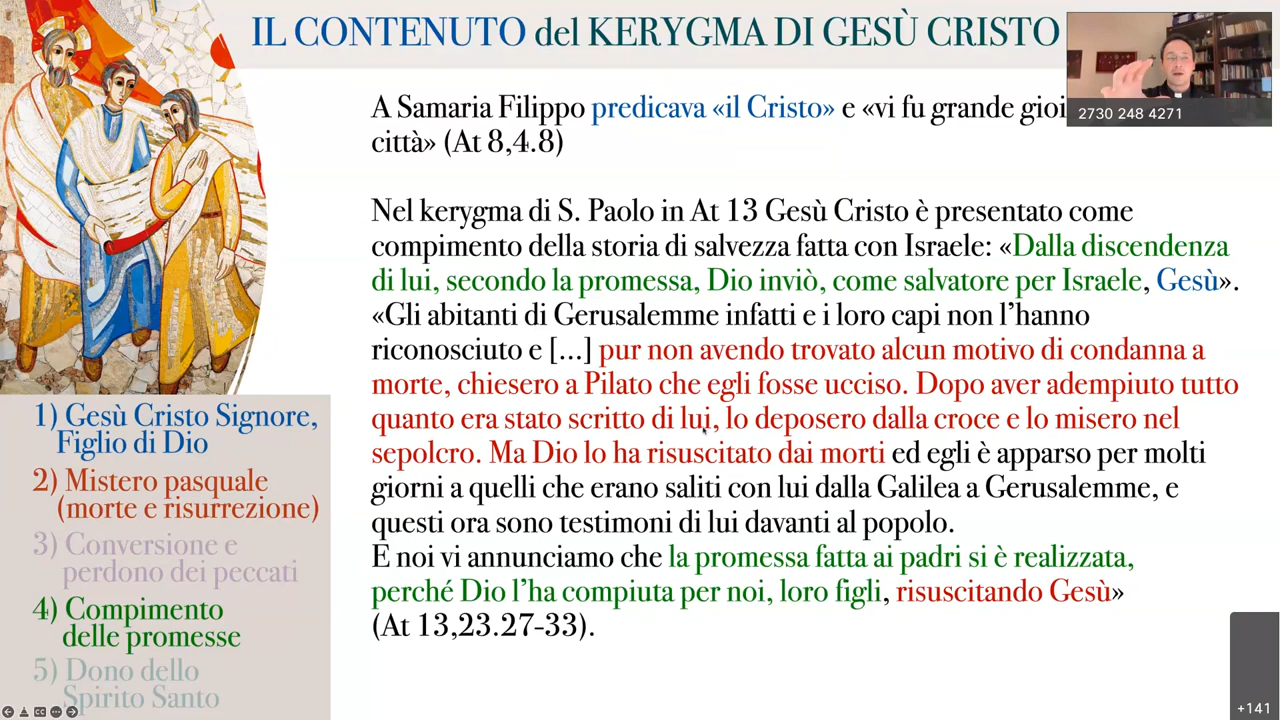 IL CONTENUTO del KERYGMA DI GESÙ CRISTO
2730 248 4271
A Samaria Filippo predicava «il Cristo» e «vi fu grande gioi
città» (At 8,4.8)
Nel kerygma di S. Paolo in At 13 Gesù Cristo è presentato come
compimento della storia di salvezza fatta con Israele: «Dalla discendenza
di lui, secondo la promessa, Dio inviò, come salvatore per Israele, Gesù».
«Gli abitanti di Gerusalemme infatti e i loro capi non l’hanno
riconosciuto e [...] pur non avendo trovato alcun motivo di condanna a
morte, chiesero a Pilato che egli fosse ucciso. Dopo aver adempiuto tutto
quanto era stato scritto di lui, lo deposero dalla croce e lo misero nel
sepolcro. Ma Dio lo ha risuscitato dai morti ed egli è apparso per molti
giorni a quelli che erano saliti con lui dalla Galilea a Gerusalemme, e
questi ora sono testimoni di lui davanti al popolo.
E noi vi annunciamo che la promessa fatta ai padri si è realizzata,
perché Dio l’ha compiuta per noi, loro figli, risuscitando Gesù»
(At 13,23.27-33).
1) Gesù Cristo Signore,
Figlio di Dio
2) Mistero pasquale
(morte e risurrezione)
3) Conversione e
perdono dei peccati
4) Compimento
delle promesse
5) Dono dello
Spirito Santo
+141